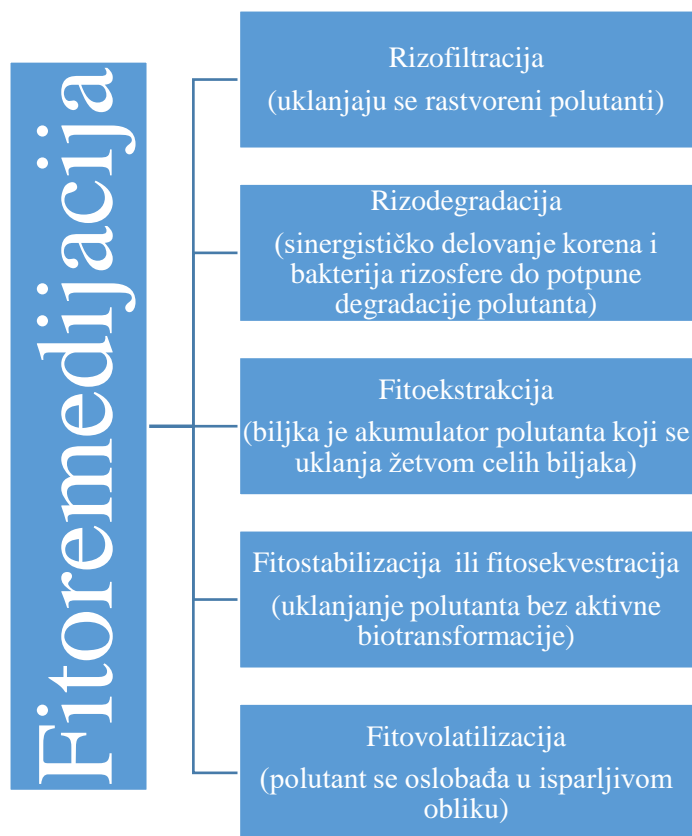 Fitoremedijacija
Rizofiltracija
(uklanjaju se rastvoreni polutanti)
Rizodegradacija
(sinergističko delovanje korena i
bakterija rizosfere do potpune
degradacije polutanta)
Fitoekstrakcija
(biljka je akumulator polutanta koji se
uklanja žetvom celih biljaka)
Fitostabilizacija ili fitosekvestracija
(uklanjanje polutanta bez aktivne
biotransformacije)
Fitovolatilizacija
(polutant se oslobađa u isparljivom
obliku)